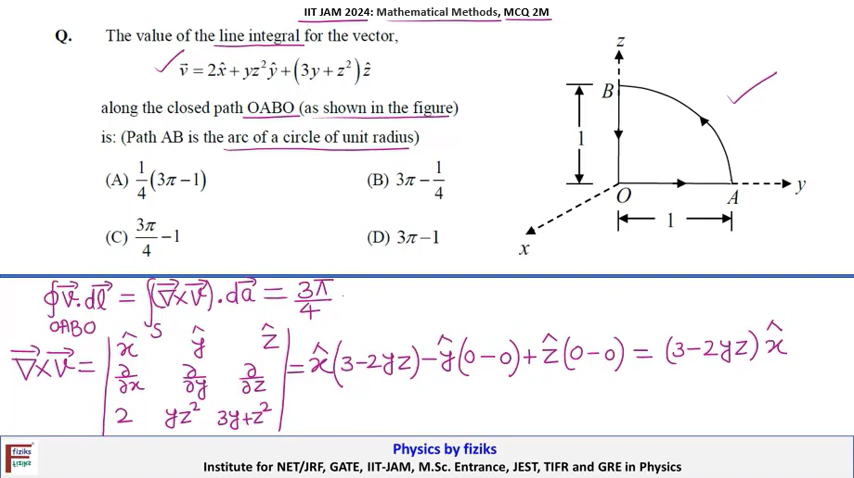 IIT JAM 2024: Mathematical Methods, MCQ 2M
Q. The value of the line integral for the vector,
v⃗ = 2x̂ + yz²ŷ + (3y + z²)ẑ
along the closed path OABO (as shown in the figure)
is: (Path AB is the arc of a circle of unit radius)
(A) 1/4 (3π − 1)
(B) 3π − 1/4
(C) 3π/4 − 1
(D) 3π − 1
z
B
1
O
A
y
1
x
∮v⃗.dl⃗ = ∫(∇⃗×v⃗).da⃗ = 3π/4
OABO S
∇⃗×v⃗ = | x̂ ŷ ẑ | = x̂(3−2yz) − ŷ(0−0) + ẑ(0−0) = (3−2yz) x̂
∂/∂x ∂/∂y ∂/∂z
2 yz² 3y+z²
fiziks
fiziks
Physics by fiziks
Institute for NET/JRF, GATE, IIT-JAM, M.Sc. Entrance, JEST, TIFR and GRE in Physics